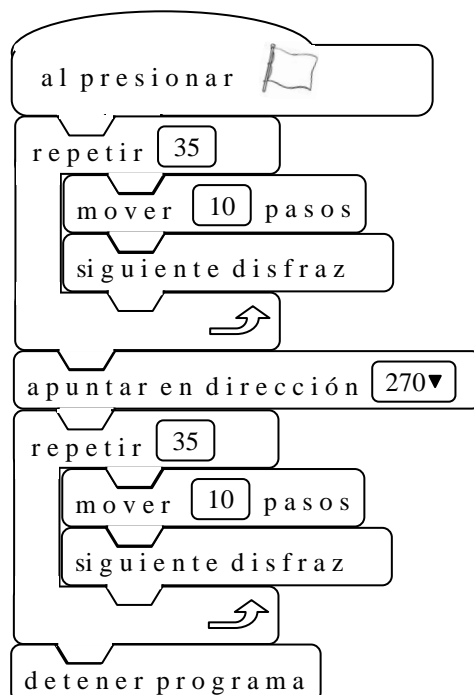 al presionar
repetir 35
mover 10 pasos
siguiente disfraz
apuntar en dirección 270▼
repetir 35
mover 10 pasos
siguiente disfraz
detener programa